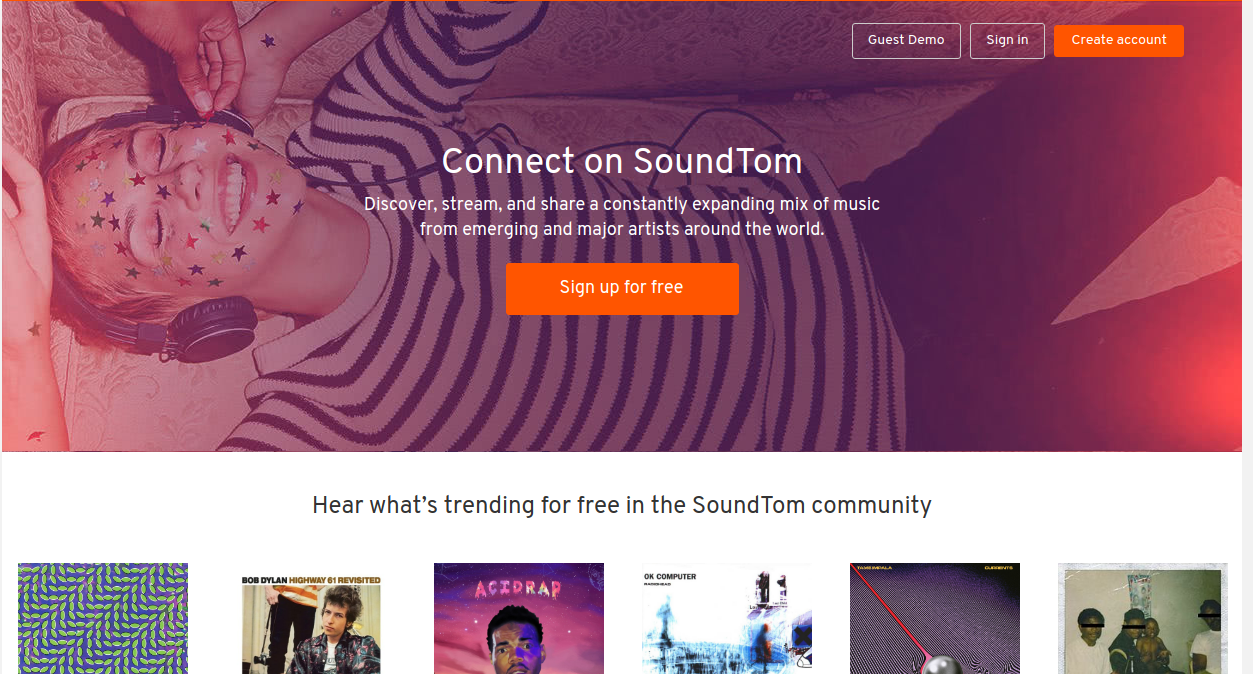 Guest Demo
Sign in
Create account
Connect on SoundTom
Discover, stream, and share a constantly expanding mix of music
from emerging and major artists around the world.
Sign up for free
Hear what’s trending for free in the SoundTom community
BOB DYLAN HIGHWAY 61 REVISITED
ACID RAP
OK COMPUTER
RADIOHEAD
TAME IMPALA
CURRENTS